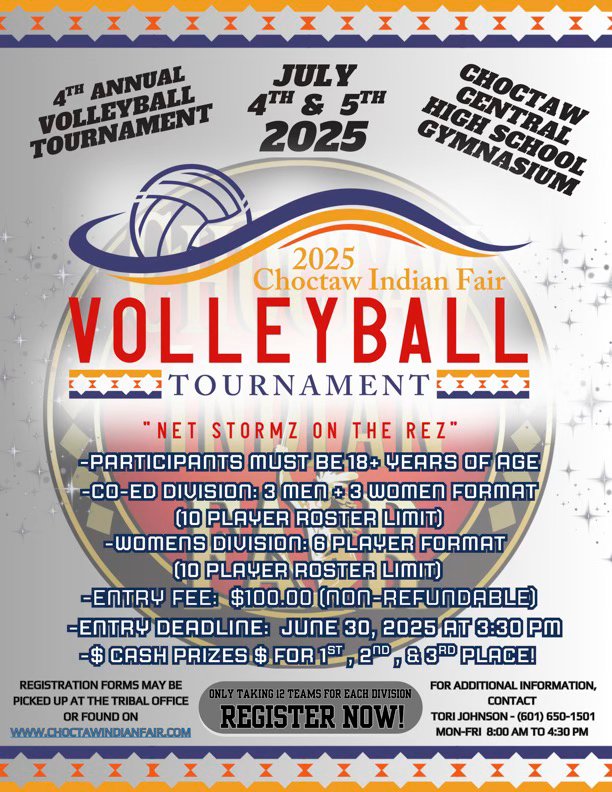 4TH ANNUAL
VOLLEYBALL
TOURNAMENT
JULY
4TH & 5TH
2025
CHOCTAW
CENTRAL
HIGH SCHOOL
GYMNASIUM
2025
Choctaw Indian Fair
VOLLEYBALL
TOURNAMENT
"NET STORMZ ON THE REZ"
-PARTICIPANTS MUST BE 18+ YEARS OF AGE
-CO-ED DIVISION: 3 MEN + 3 WOMEN FORMAT
(10 PLAYER ROSTER LIMIT)
-WOMENS DIVISION: 6 PLAYER FORMAT
(10 PLAYER ROSTER LIMIT)
-ENTRY FEE: $100.00 (NON-REFUNDABLE)
-ENTRY DEADLINE: JUNE 30, 2025 AT 3:30 PM
-$ CASH PRIZES $ FOR 1ST , 2ND , & 3RD PLACE!
REGISTRATION FORMS MAY BE
PICKED UP AT THE TRIBAL OFFICE
OR FOUND ON
WWW.CHOCTAWINDIANFAIR.COM
ONLY TAKING 12 TEAMS FOR EACH DIVISION
REGISTER NOW!
FOR ADDITIONAL INFORMATION,
CONTACT
TORI JOHNSON - (601) 650-1501
MON-FRI 8:00 AM TO 4:30 PM
CHOCTAW
INDIAN
FAIR